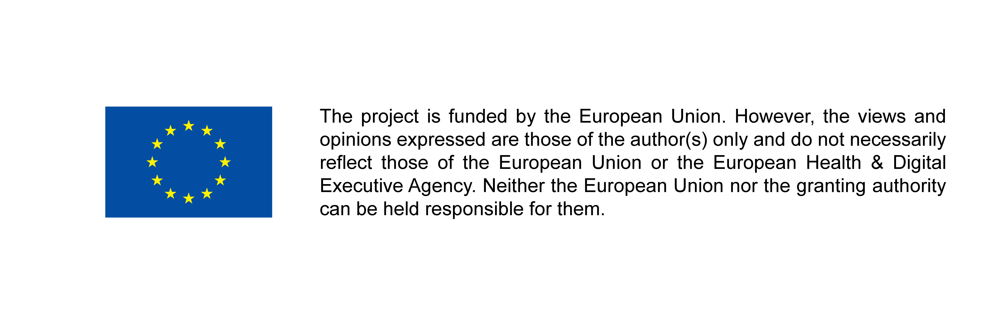 The project is funded by the European Union. However, the views and
opinions expressed are those of the author(s) only and do not necessarily
reflect those of the European Union or the European Health & Digital
Executive Agency. Neither the European Union nor the granting authority
can be held responsible for them.